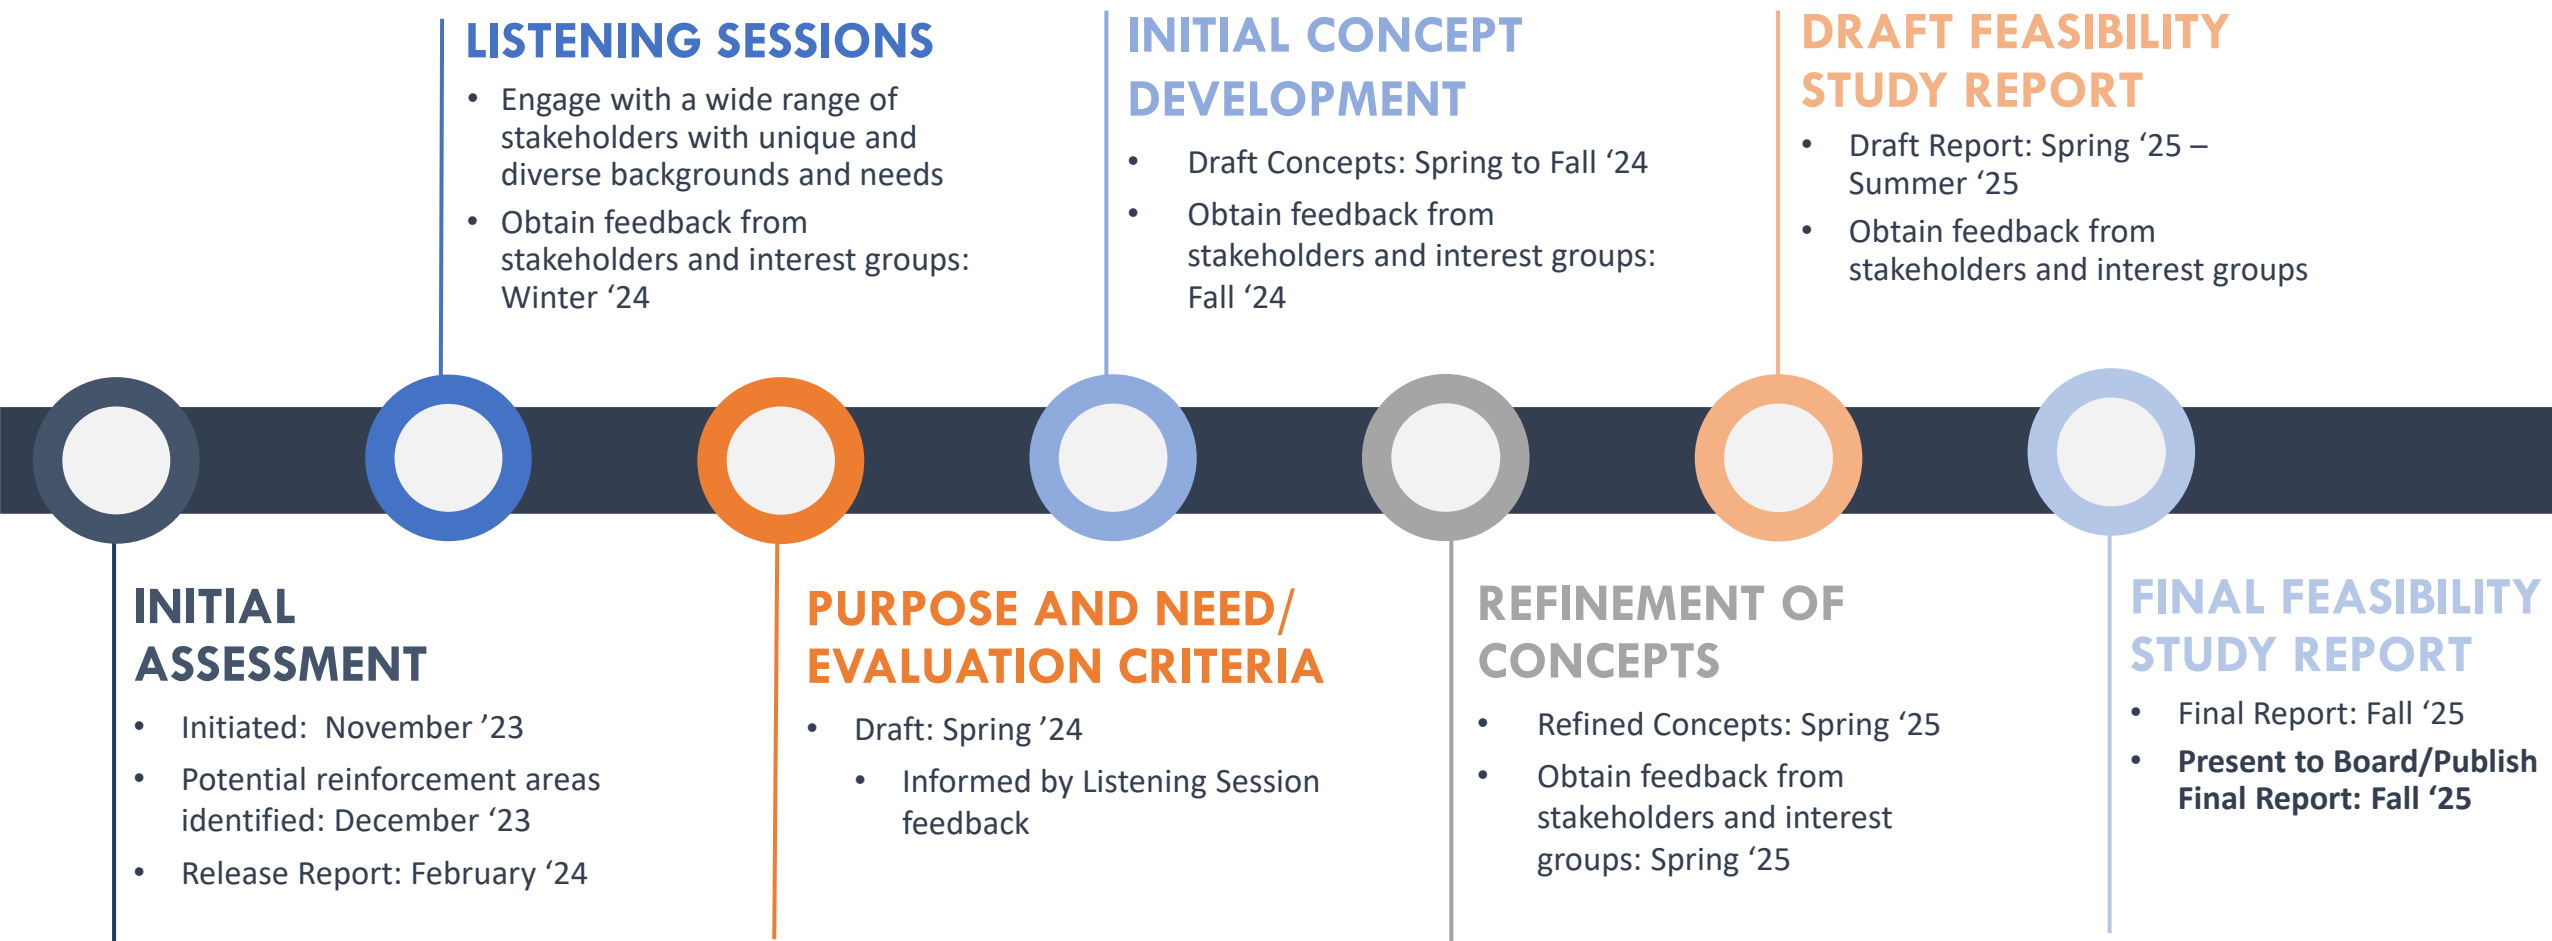 LISTENING SESSIONS
• Engage with a wide range of
stakeholders with unique and
diverse backgrounds and needs
• Obtain feedback from
stakeholders and interest groups:
Winter ‘24
INITIAL CONCEPT
DEVELOPMENT
• Draft Concepts: Spring to Fall ‘24
• Obtain feedback from
stakeholders and interest groups:
Fall ‘24
DRAFT FEASIBILITY
STUDY REPORT
• Draft Report: Spring ‘25 –
Summer ‘25
• Obtain feedback from
stakeholders and interest groups
INITIAL
ASSESSMENT
• Initiated: November ’23
• Potential reinforcement areas
identified: December ‘23
• Release Report: February ‘24
PURPOSE AND NEED/
EVALUATION CRITERIA
• Draft: Spring ’24
• Informed by Listening Session
feedback
REFINEMENT OF
CONCEPTS
• Refined Concepts: Spring ‘25
• Obtain feedback from
stakeholders and interest
groups: Spring ‘25
FINAL FEASIBILITY
STUDY REPORT
• Final Report: Fall ‘25
• Present to Board/Publish
Final Report: Fall ‘25